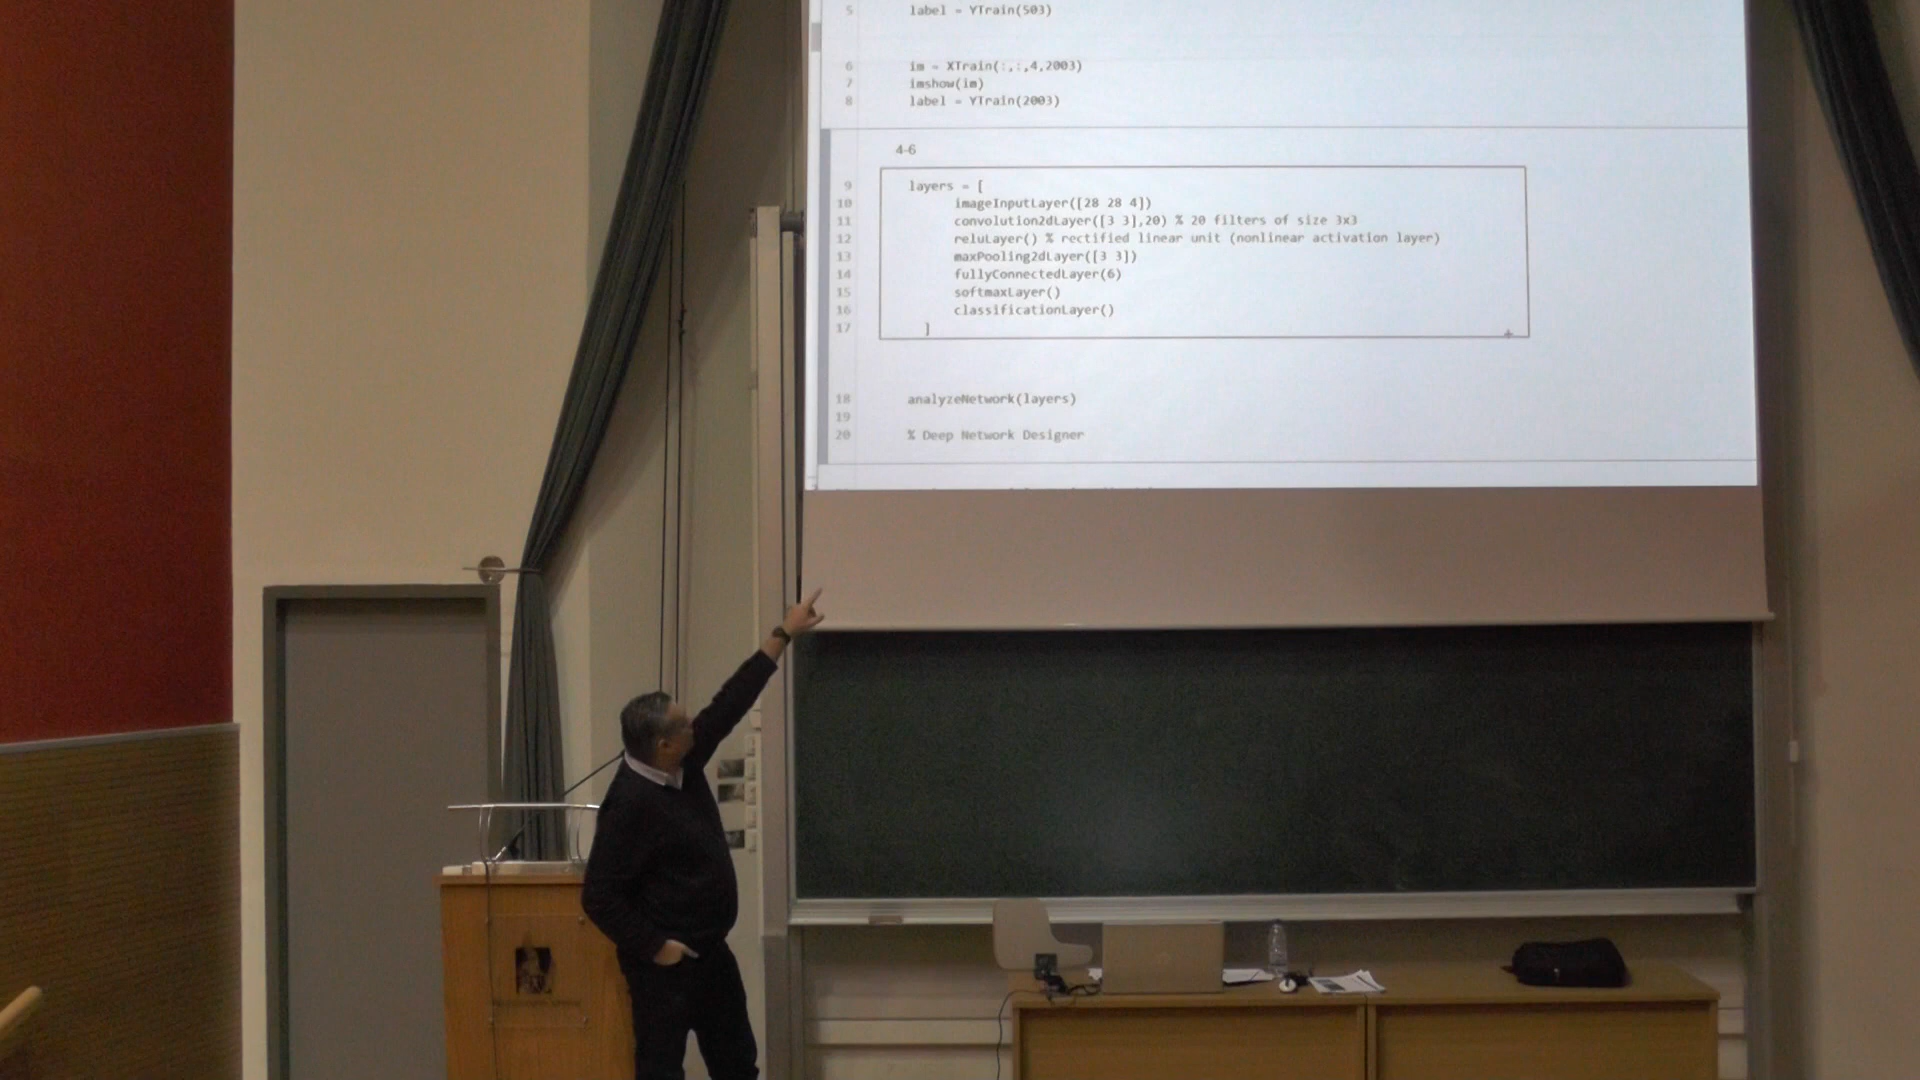 5 label = YTrain(503)
6 im = XTrain(:,:,4,2003)
7 imshow(im)
8 label = YTrain(2003)
4-6
9 layers = [
10 imageInputLayer([28 28 4])
11 convolution2dLayer([3 3],20) % 20 filters of size 3x3
12 reluLayer() % rectified linear unit (nonlinear activation layer)
13 maxPooling2dLayer([3 3])
14 fullyConnectedLayer(6)
15 softmaxLayer()
16 classificationLayer()
17 ]
18 analyzeNetwork(layers)
19
20 % Deep Network Designer